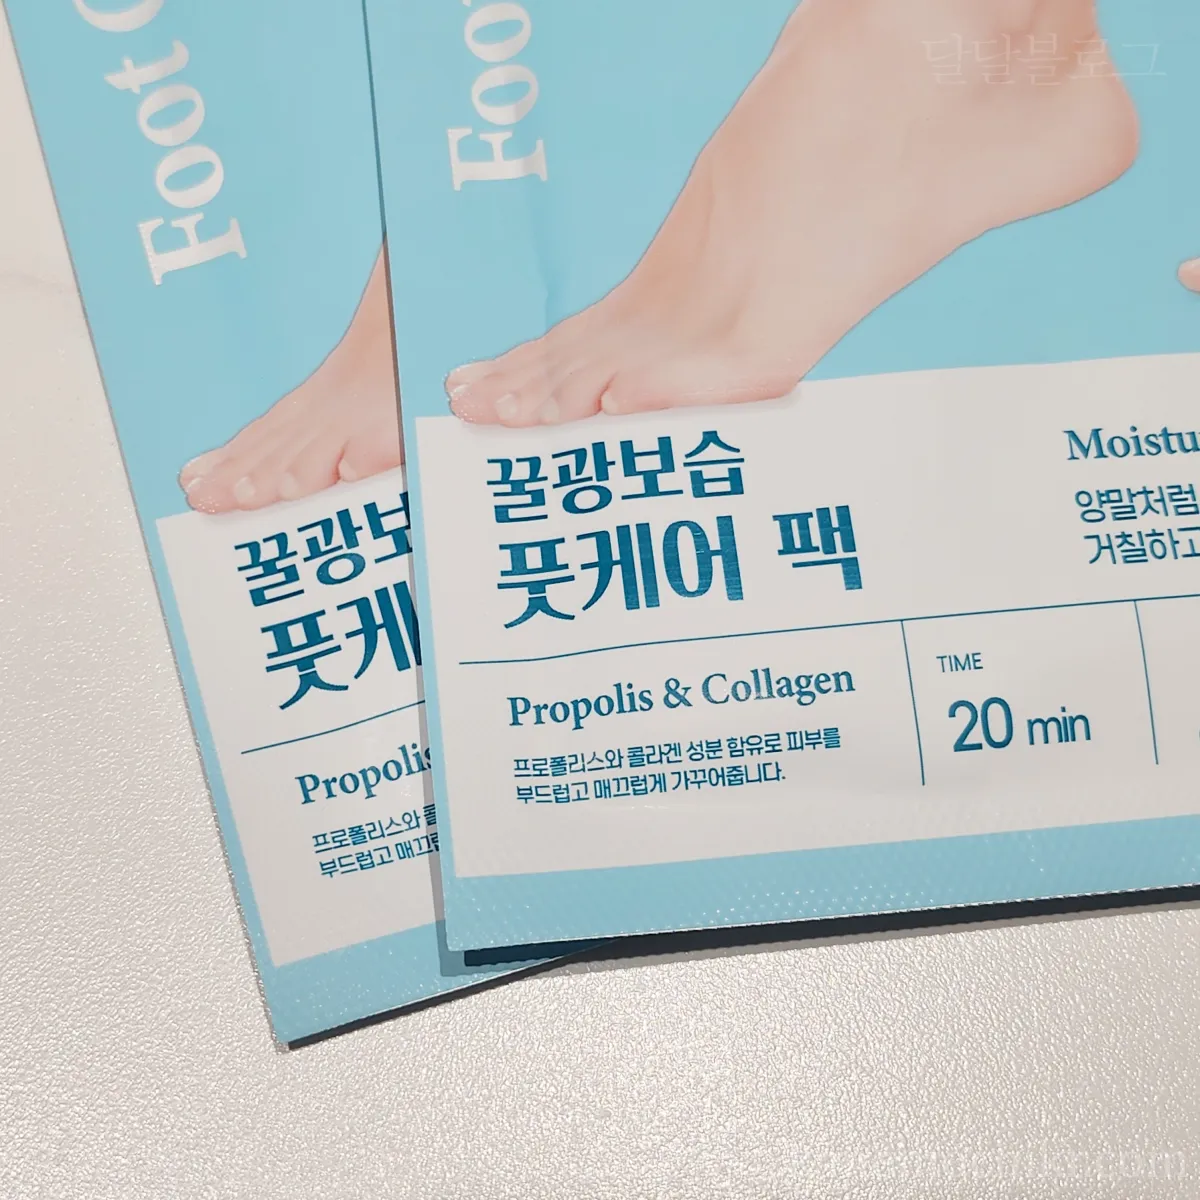 달달블로그
Foot
Foo
꿀광보습
풋케어 팩
Moistu
양말처럼
거칠하고
Propolis & Collagen
프로폴리스와 콜라겐 성분 함유로 피부를
부드럽고 매끄럽게 가꾸어줍니다.
TIME
20 min
꿀광보
풋케
Propolis
프로폴리스와 콜
부드럽고 매끄럽